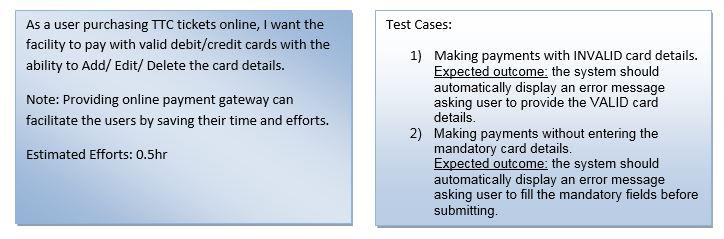 As a user purchasing TTC tickets online, I want the
facility to pay with valid debit/credit cards with the
ability to Add/ Edit/ Delete the card details.
Note: Providing online payment gateway can
facilitate the users by saving their time and efforts.
Estimated Efforts: 0.5hr
Test Cases:
1) Making payments with INVALID card details.
Expected outcome: the system should
automatically display an error message
asking user to provide the VALID card
details.
2) Making payments without entering the
mandatory card details.
Expected outcome: the system should
automatically display an error message
asking user to fill the mandatory fields before
submitting.